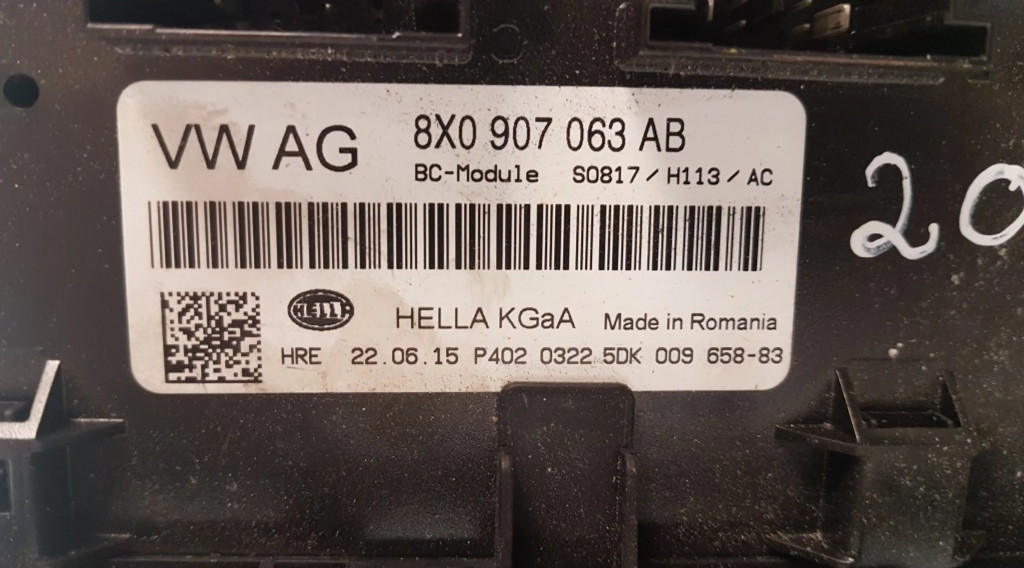 VW AG 8X0 907 063 AB
BC-Module S0817 / H113 / AC
HELLA
HELLA KGaA Made in Romania
HRE 22.06.15 P402 0322 5DK 009 658-83
20